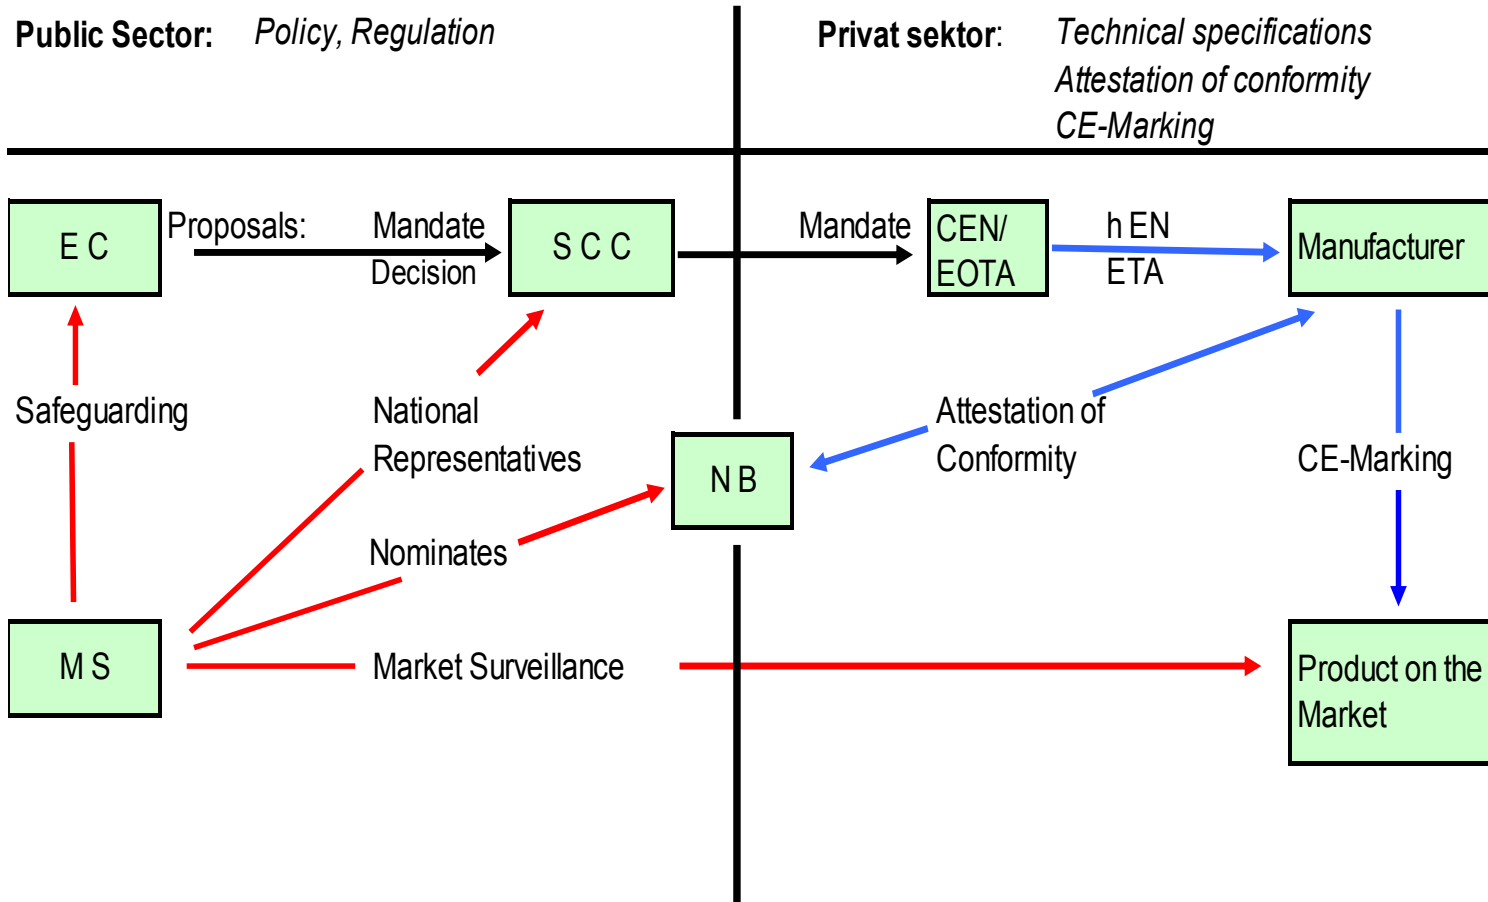 Public Sector: Policy, Regulation
Privat sektor: Technical specifications
Attestation of conformity
CE-Marking
E C
Proposals: Mandate
Decision
S C C
Mandate
CEN/
EOTA
h EN
ETA
Manufacturer
Safeguarding
National
Representatives
N B
Attestation of
Conformity
CE-Marking
Nominates
M S
Market Surveillance
Product on the
Market